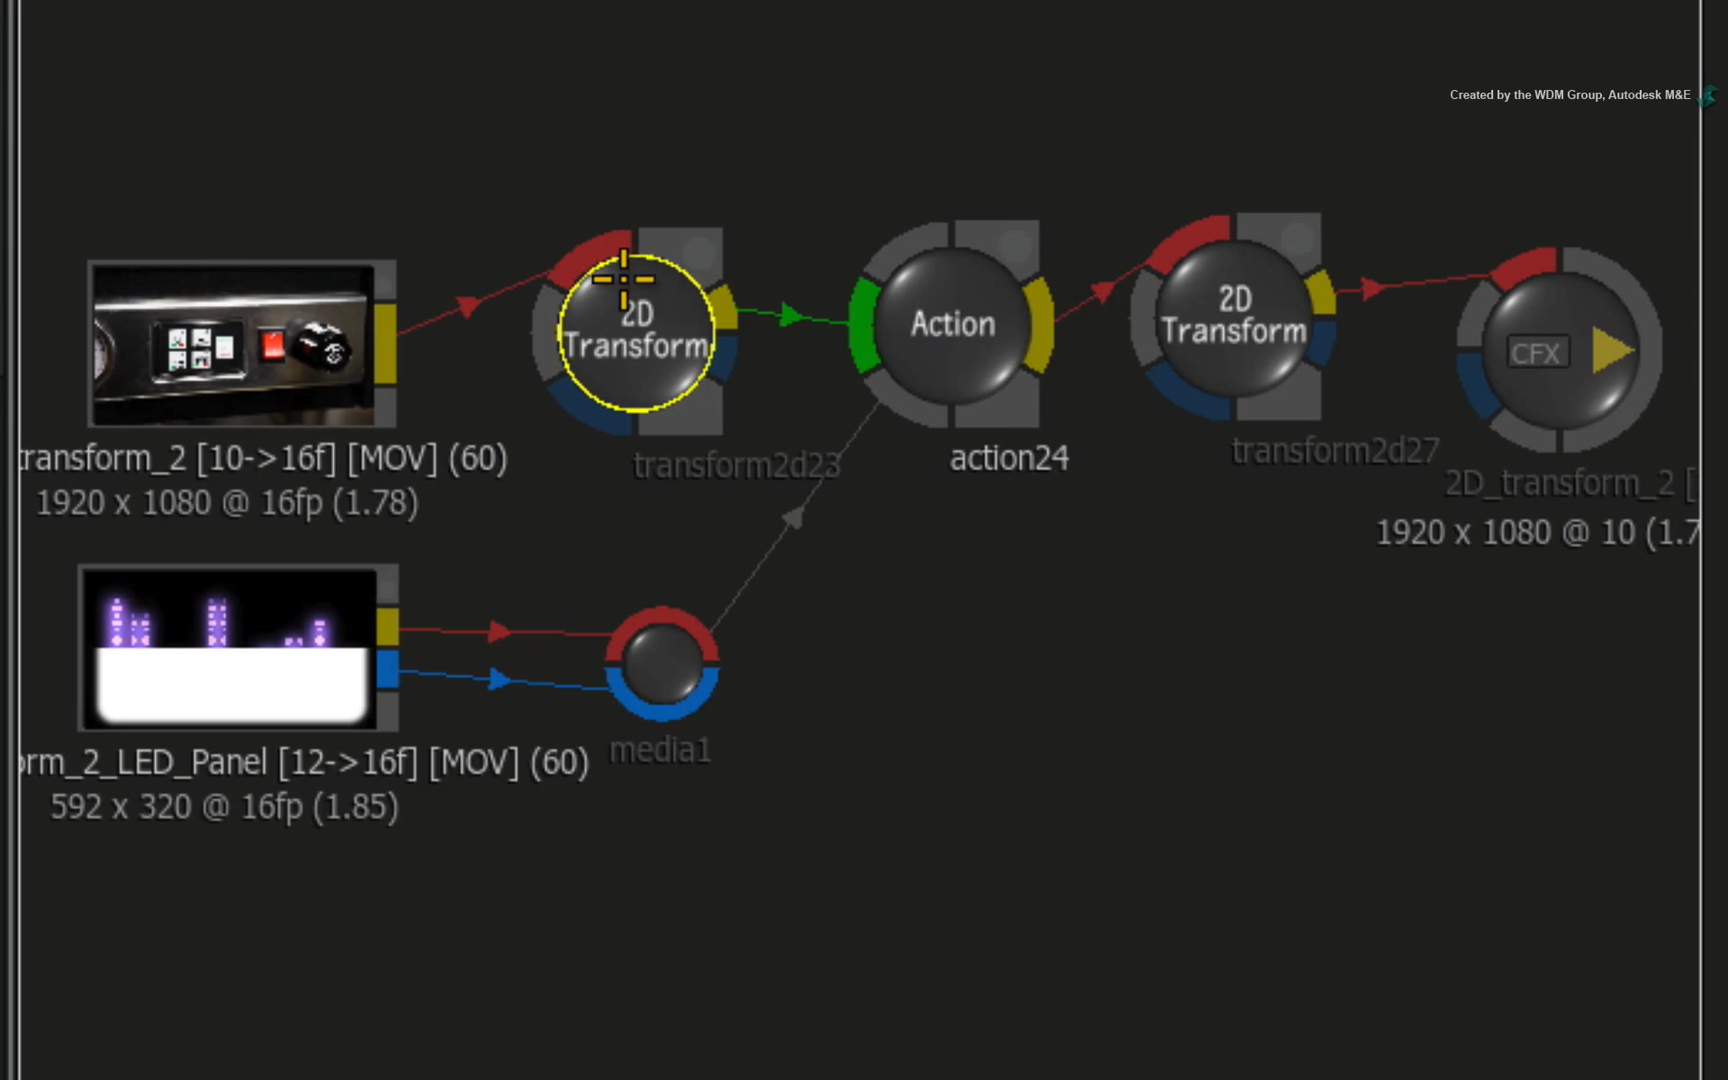 Created by the WDM Group, Autodesk M&E
2D
Transform
Action
2D
Transform
CFX
transform_2 [10->16f] [MOV] (60)
1920 x 1080 @ 16fp (1.78)
transform2d23
action24
transform2d27
2D_transform_2 [
1920 x 1080 @ 10 (1.7
orm_2_LED_Panel [12->16f] [MOV] (60)
592 x 320 @ 16fp (1.85)
media1